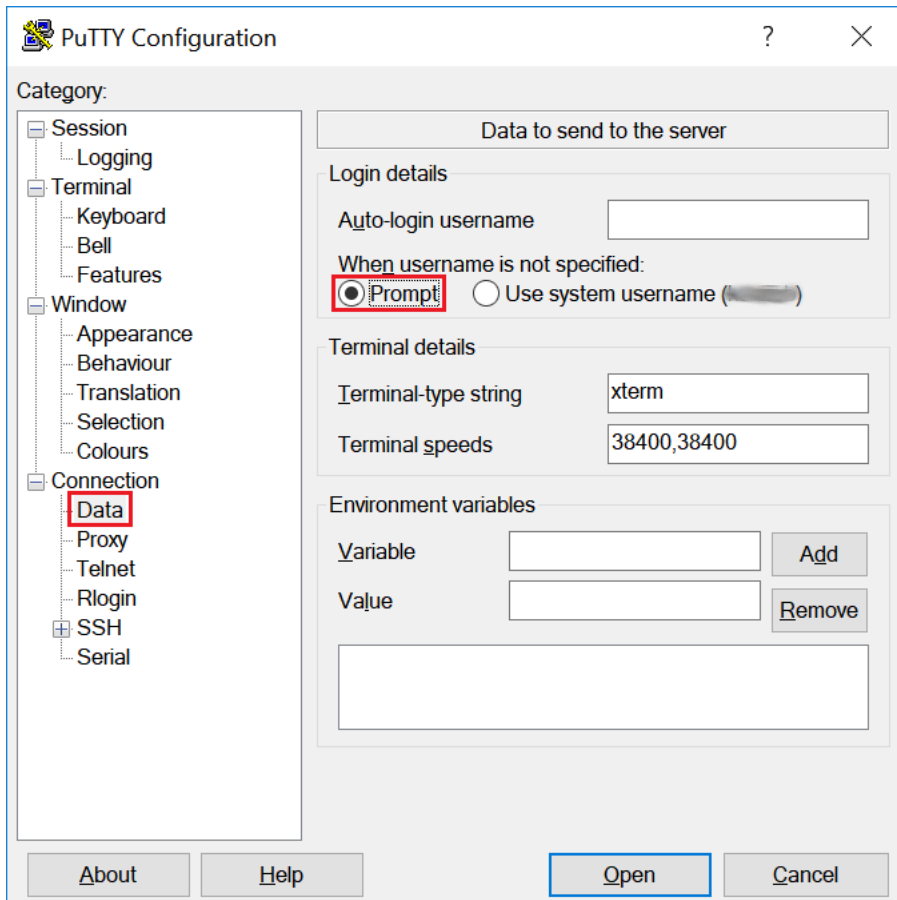 PuTTY Configuration
?
Category:
Session
Logging
Terminal
Keyboard
Bell
Features
Window
Appearance
Behaviour
Translation
Selection
Colours
Connection
Data
Proxy
Telnet
Rlogin
SSH
Serial
Data to send to the server
Login details
Auto-login username
When username is not specified:
Prompt Use system username ( )
Terminal details
Terminal-type string xterm
Terminal speeds 38400,38400
Environment variables
Variable Add
Value Remove
About Help Open Cancel